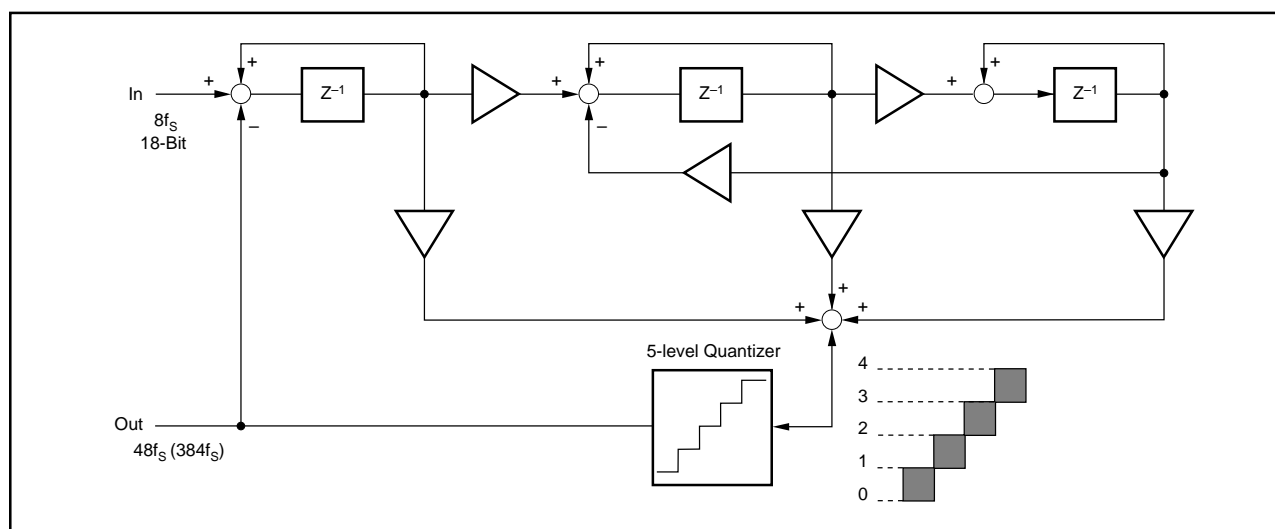 + + +
+ + +
In Z⁻¹ Z⁻¹ Z⁻¹
8f_S − −
18-Bit
+
+ +
5-level Quantizer
4
3
2
1
0
Out
48f_S (384f_S)